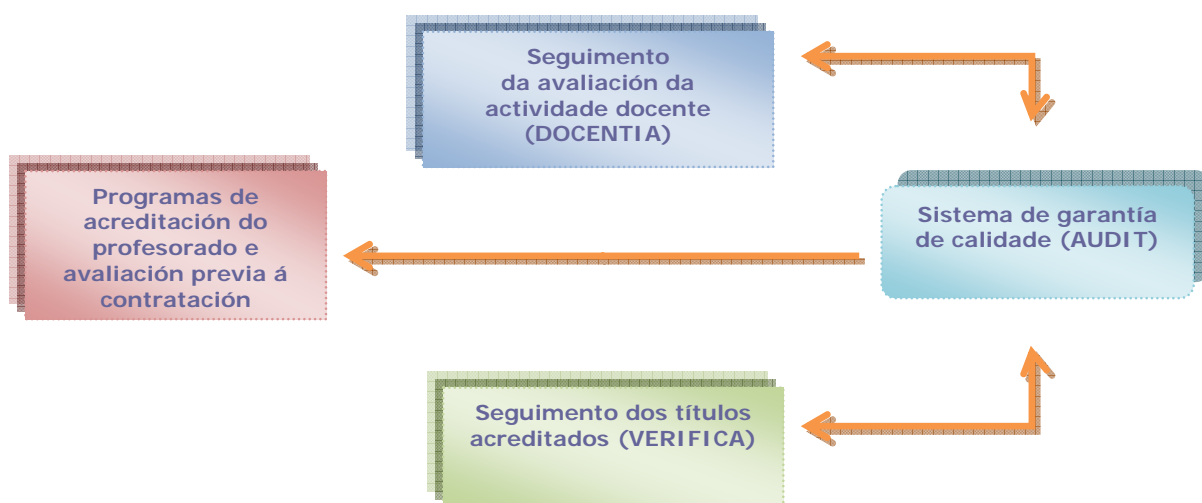 Seguimento
da avaliación da
actividade docente
(DOCENTIA)
Programas de
acreditación do
profesorado e
avaliación previa á
contratación
Sistema de garantía
de calidade (AUDIT)
Seguimento dos títulos
acreditados (VERIFICA)